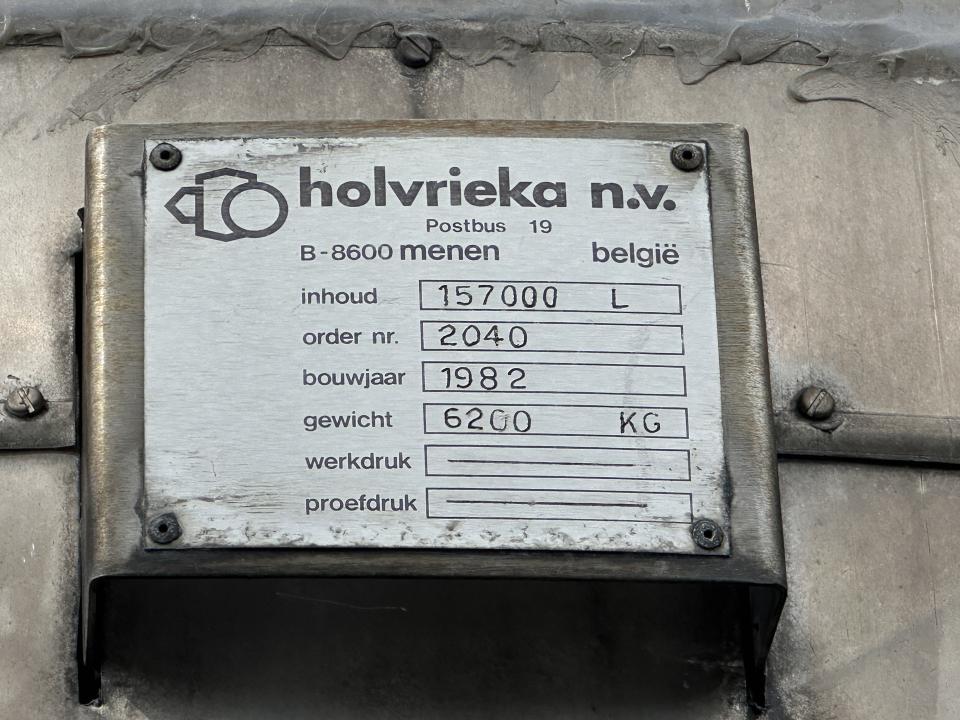 holvrieka n.v.
Postbus 19
B-8600 menen belgië
inhoud 157000 L
order nr. 2040
bouwjaar 1982
gewicht 6200 KG
werkdruk
proefdruk